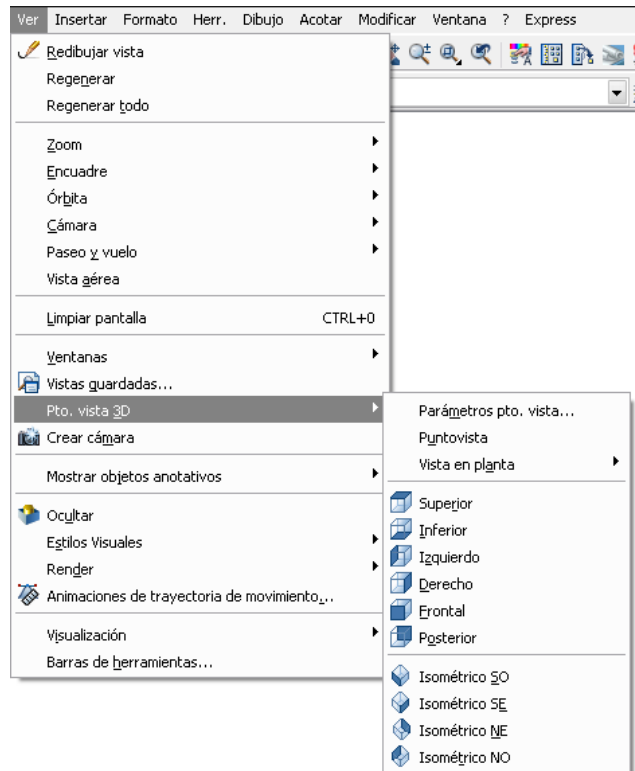 Ver Insertar Formato Herr. Dibujo Acotar Modificar Ventana ? Express
Redibujar vista
Regenerar
Regenerar todo
Zoom
Encuadre
Órbita
Cámara
Paseo y vuelo
Vista aérea
Limpiar pantalla CTRL+0
Ventanas
Vistas guardadas...
Pto. vista 3D
Crear cámara
Mostrar objetos anotativos
Ocultar
Estilos Visuales
Render
Animaciones de trayectoria de movimiento...
Visualización
Barras de herramientas...
Parámetros pto. vista...
Puntovista
Vista en planta
Superior
Inferior
Izquierdo
Derecho
Frontal
Posterior
Isométrico SO
Isométrico SE
Isométrico NE
Isométrico NO